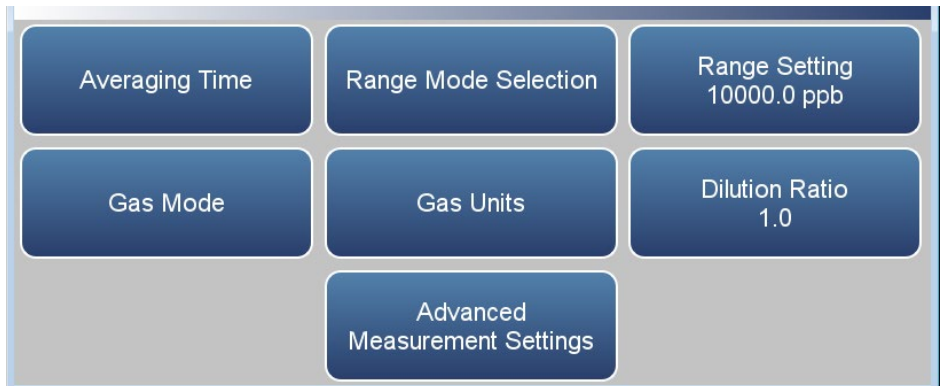 Averaging Time
Range Mode Selection
Range Setting
10000.0 ppb
Gas Mode
Gas Units
Dilution Ratio
1.0
Advanced
Measurement Settings